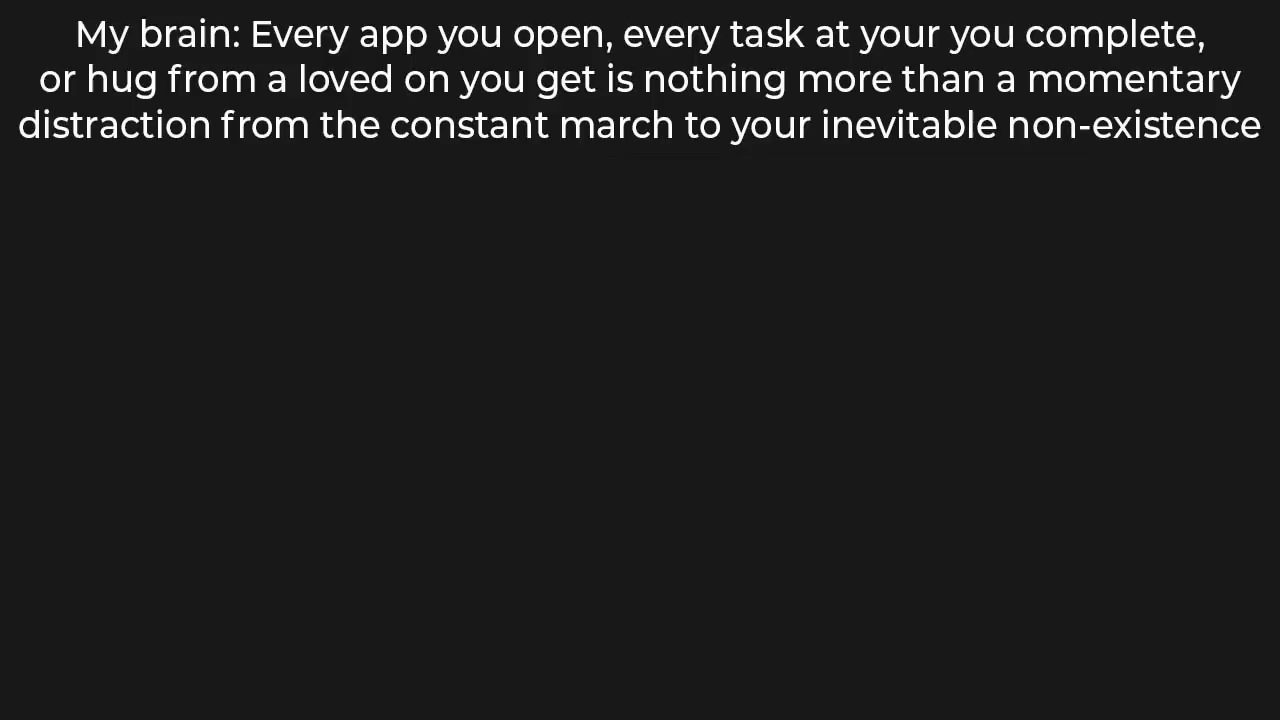 My brain: Every app you open, every task at your you complete,
or hug from a loved on you get is nothing more than a momentary
distraction from the constant march to your inevitable non-existence